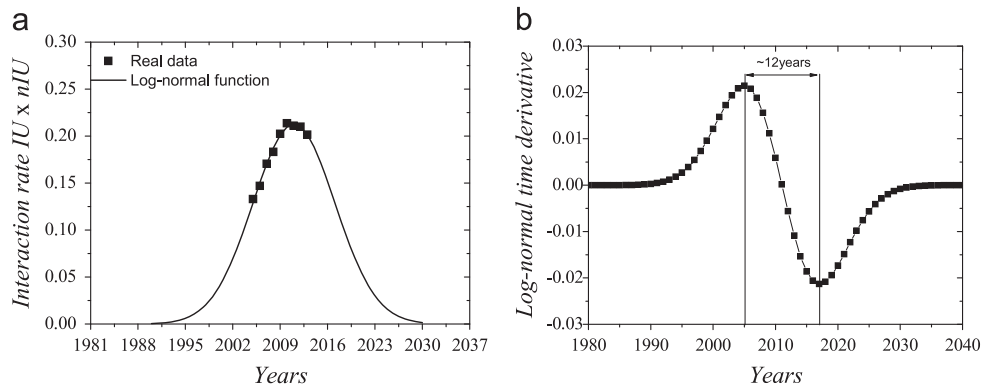 a
0.30
0.25
0.20
0.15
0.10
0.05
0.00
Interaction rate IU x nIU
Real data
Log-normal function
1981 1988 1995 2002 2009 2016 2023 2030 2037
Years
b
0.03
0.02
0.01
0.00
-0.01
-0.02
-0.03
Log-normal time derivative
~12years
1980 1990 2000 2010 2020 2030 2040
Years